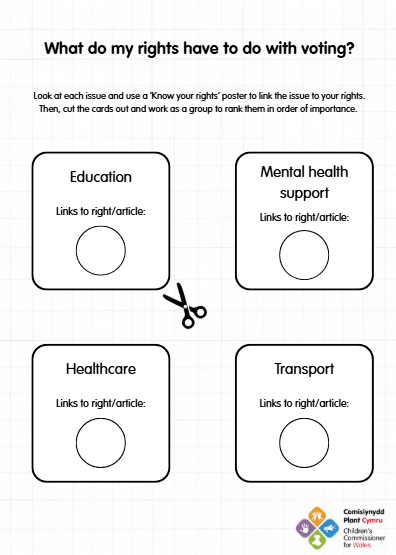 What do my rights have to do with voting?
Look at each issue and use a 'Know your rights' poster to link the issue to your rights.
Then, cut the cards out and work as a group to rank them in order of importance.
Education
Links to right/article:
Mental health
support
Links to right/article:
Healthcare
Links to right/article:
Transport
Links to right/article:
Comisiynydd
Plant Cymru
Children's
Commissioner
for Wales